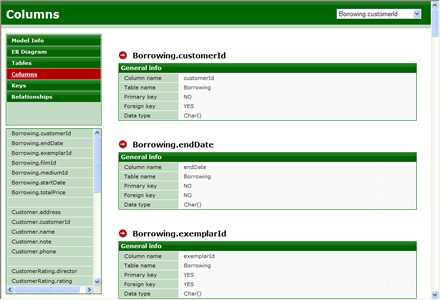 Columns
Borrowing.customerId
Model Info
ER Diagram
Tables
Columns
Keys
Relationships
Borrowing.customerId
Borrowing.endDate
Borrowing.exemplarId
Borrowing.filmId
Borrowing.mediumId
Borrowing.startDate
Borrowing.totalPrice
Customer.address
Customer.customerId
Customer.name
Customer.note
Customer.phone
CustomerRating.director
CustomerRating.rating
Borrowing.customerId
General info
Column name customerId
Table name Borrowing
Primary key NO
Foreign key YES
Data type Char()
Borrowing.endDate
General info
Column name endDate
Table name Borrowing
Primary key NO
Foreign key NO
Data type Char()
Borrowing.exemplarId
General info
Column name exemplarId
Table name Borrowing
Primary key YES
Foreign key YES
Data type Char()